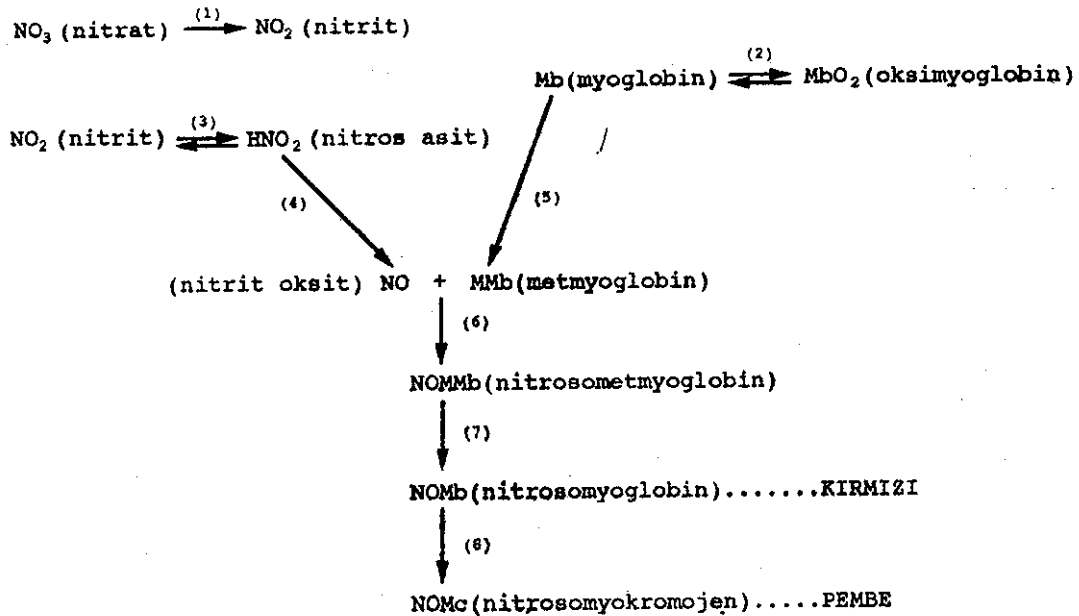 NO₃ (nitrat) (1) NO₂ (nitrit)
Mb(myoglobin) (2) MbO₂(oksimyoglobin)
NO₂ (nitrit) (3) HNO₂ (nitros asit)
(4)
(5)
(nitrit oksit) NO + MMb(metmyoglobin)
(6)
NOMMb(nitrosometmyoglobin)
(7)
NOMb(nitrosomyoglobin).......KIRMIZI
(8)
NOMc(nitrosomyokromojen).....PEMBE